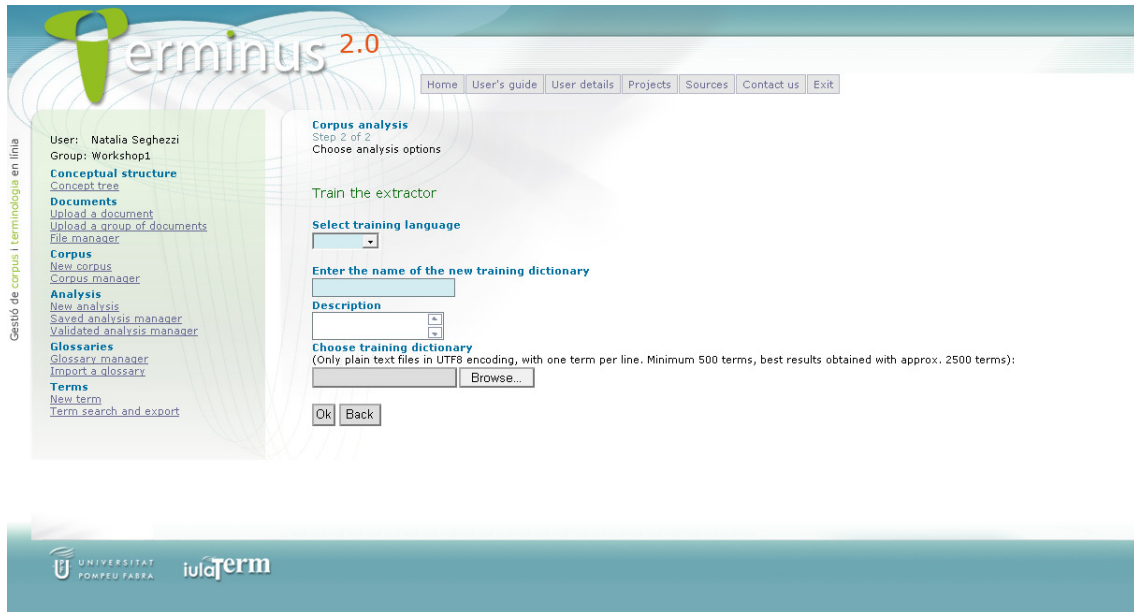 Terminus 2.0
Home User's guide User details Projects Sources Contact us Exit
Gestió de corpus i terminologia en línia
User: Natalia Seghezzi
Group: Workshop1
Conceptual structure
Concept tree
Documents
Upload a document
Upload a group of documents
File manager
Corpus
New corpus
Corpus manager
Analysis
New analysis
Saved analysis manager
Validated analysis manager
Glossaries
Glossary manager
Import a glossary
Terms
New term
Term search and export
Corpus analysis
Step 2 of 2
Choose analysis options
Train the extractor
Select training language
Enter the name of the new training dictionary
Description
Choose training dictionary
(Only plain text files in UTF8 encoding, with one term per line. Minimum 500 terms, best results obtained with approx. 2500 terms):
Browse...
Ok Back
UNIVERSITAT
POMPEU FABRA
iulaTerm